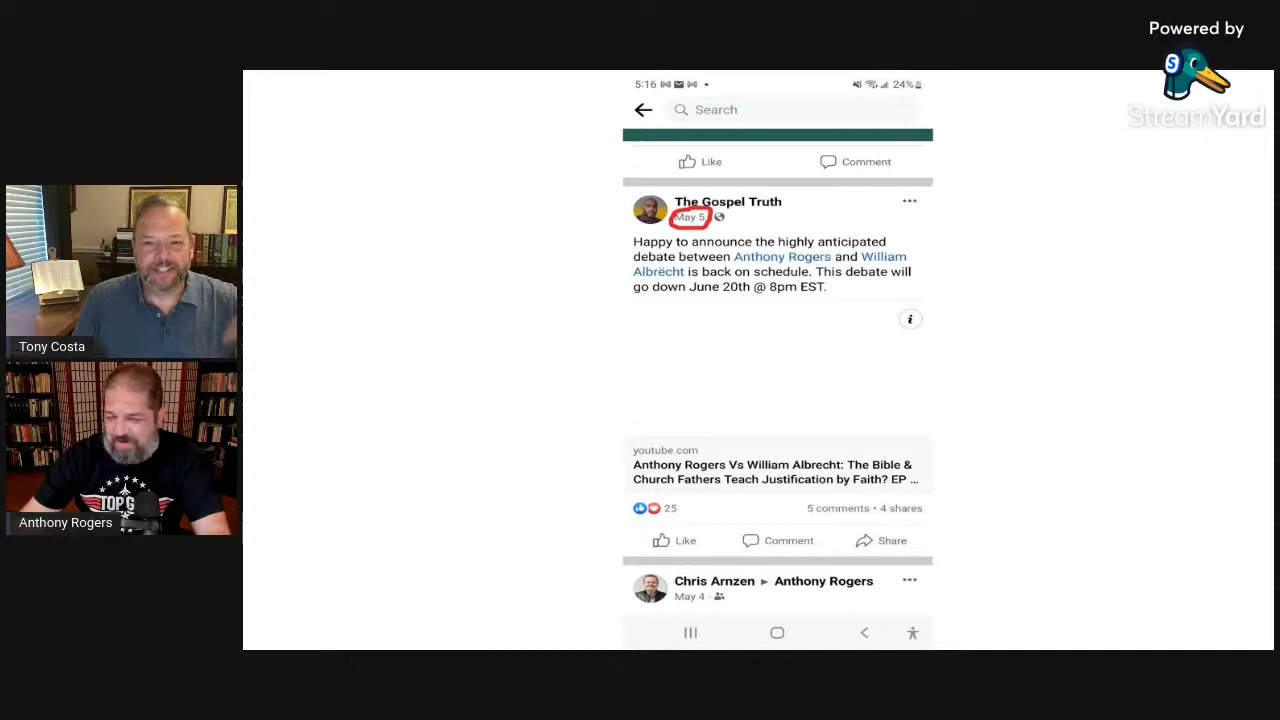 Powered by
StreamYard
5:16
24%
Search
Like
Comment
The Gospel Truth
May 5
Happy to announce the highly anticipated
debate between Anthony Rogers and William
Albrëcht is back on schedule. This debate will
go down June 20th @ 8pm EST.
youtube.com
Anthony Rogers Vs William Albrecht: The Bible &
Church Fathers Teach Justification by Faith? EP ...
25
5 comments • 4 shares
Like
Comment
Share
Chris Arnzen ▸ Anthony Rogers
May 4 ·
Tony Costa
TOP G
Anthony Rogers